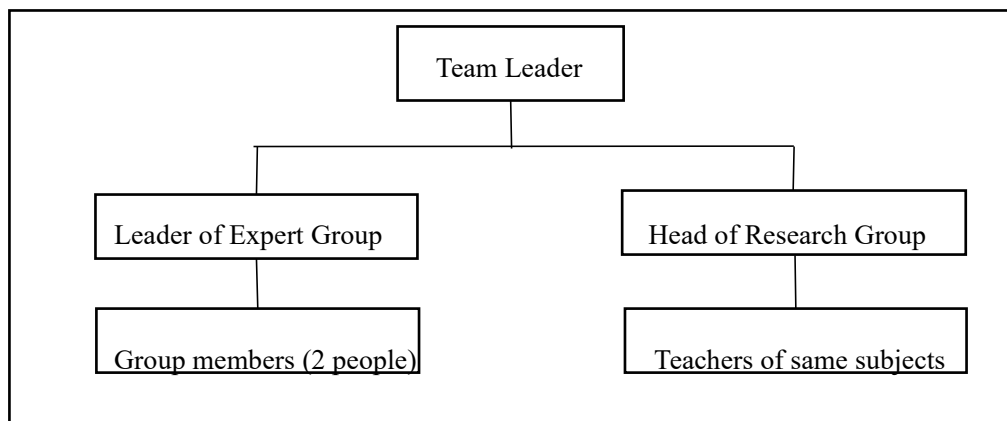 Team Leader
Leader of Expert Group
Head of Research Group
Group members (2 people)
Teachers of same subjects